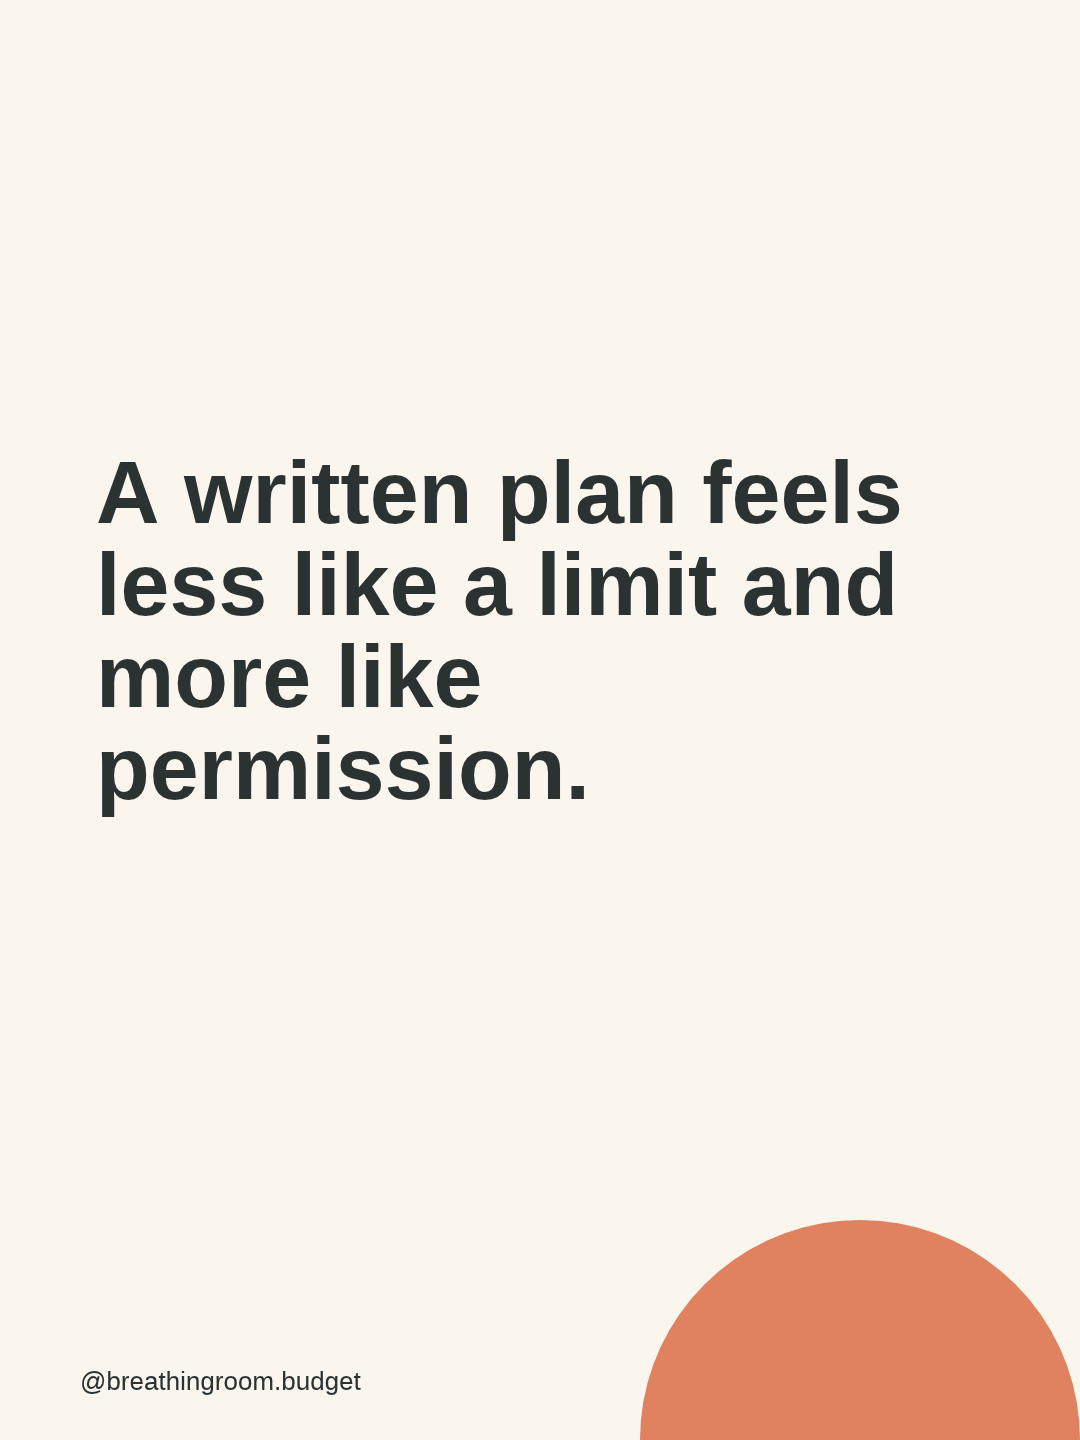 A written plan feels
less like a limit and
more like
permission.
@breathingroom.budget